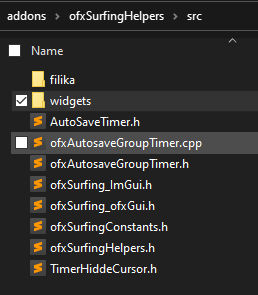 addons > ofxSurfingHelpers > src
Name
filika
widgets
AutoSaveTimer.h
ofxAutosaveGroupTimer.cpp
ofxAutosaveGroupTimer.h
ofxSurfing_ImGui.h
ofxSurfing_ofxGui.h
ofxSurfingConstants.h
ofxSurfingHelpers.h
TimerHiddeCursor.h